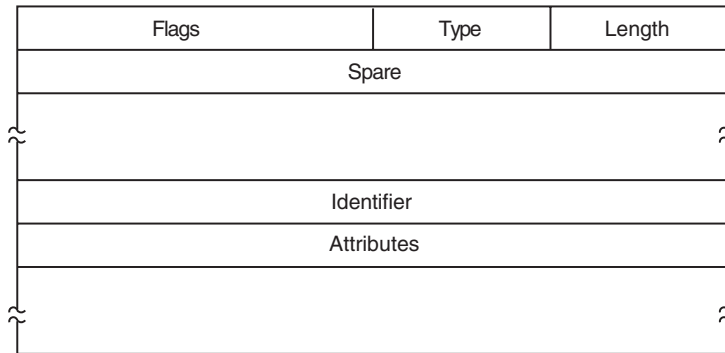 Flags Type Length
Spare
Identifier
Attributes